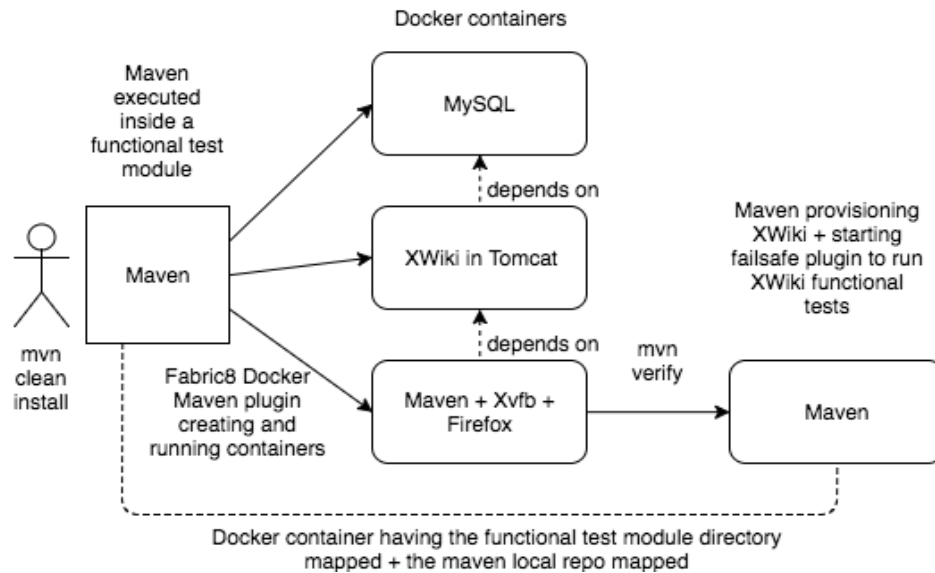 Docker containers
Maven
executed
inside a
functional test
module
MySQL
depends on
Maven
XWiki in Tomcat
Maven provisioning
XWiki + starting
failsafe plugin to run
XWiki functional
tests
mvn
clean
install
depends on
Fabric8 Docker
Maven plugin
creating and
running containers
Maven + Xvfb +
Firefox
mvn
verify
Maven
Docker container having the functional test module directory
mapped + the maven local repo mapped